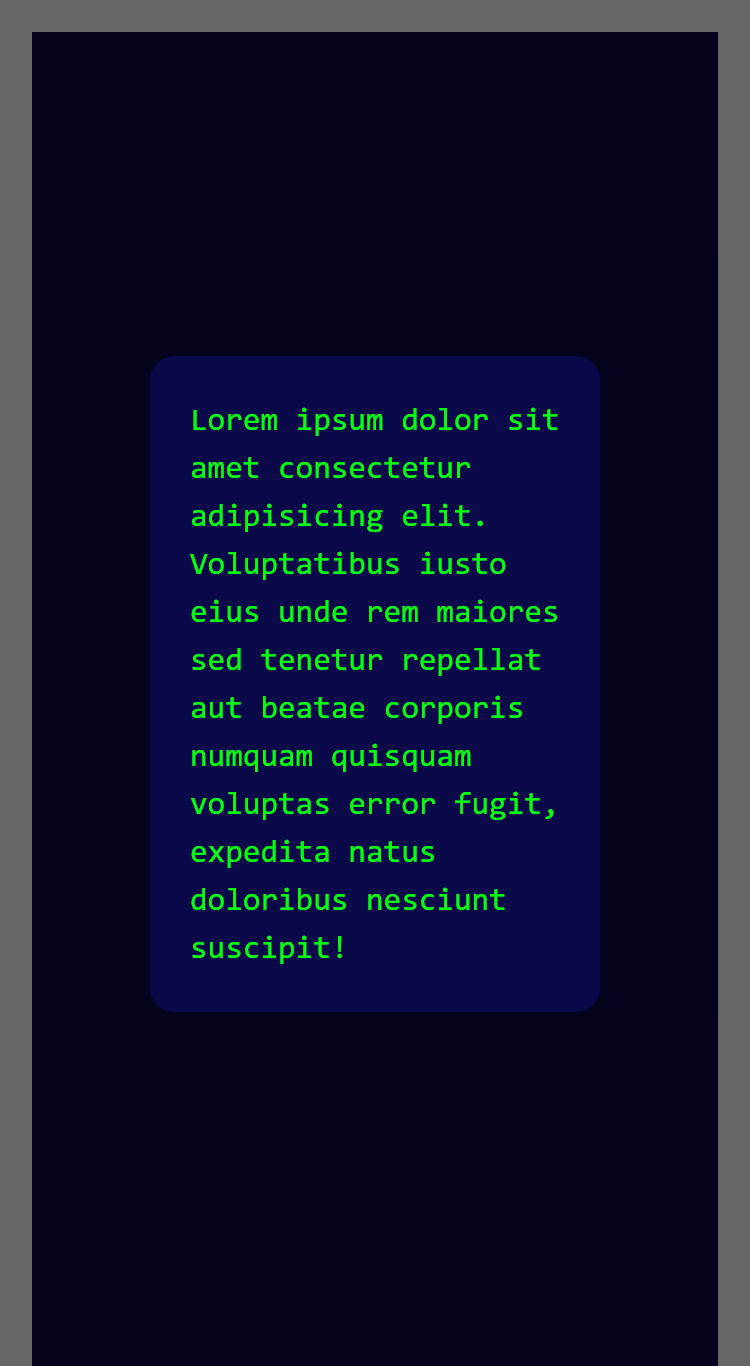 Lorem ipsum dolor sit
amet consectetur
adipisicing elit.
Voluptatibus iusto
eius unde rem maiores
sed tenetur repellat
aut beatae corporis
numquam quisquam
voluptas error fugit,
expedita natus
doloribus nesciunt
suscipit!